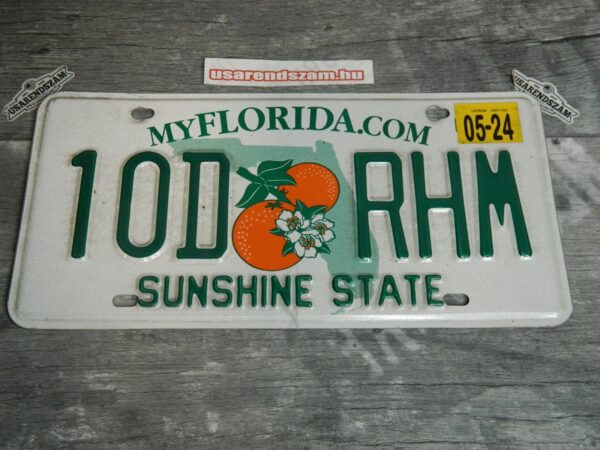 usarendszam.hu
USARENDSZAM
USARENDSZAM
MYFLORIDA.COM
05-24
10D RHM
SUNSHINE STATE